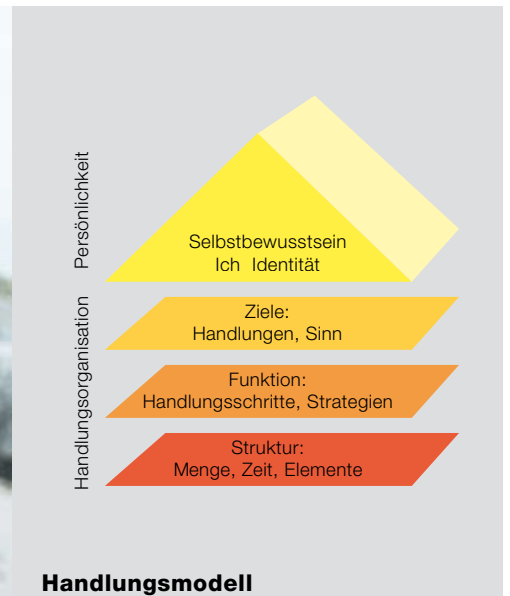 Persönlichkeit
Selbstbewusstsein
Ich Identität
Handlungsorganisation
Ziele:
Handlungen, Sinn
Funktion:
Handlungsschritte, Strategien
Struktur:
Menge, Zeit, Elemente
Handlungsmodell